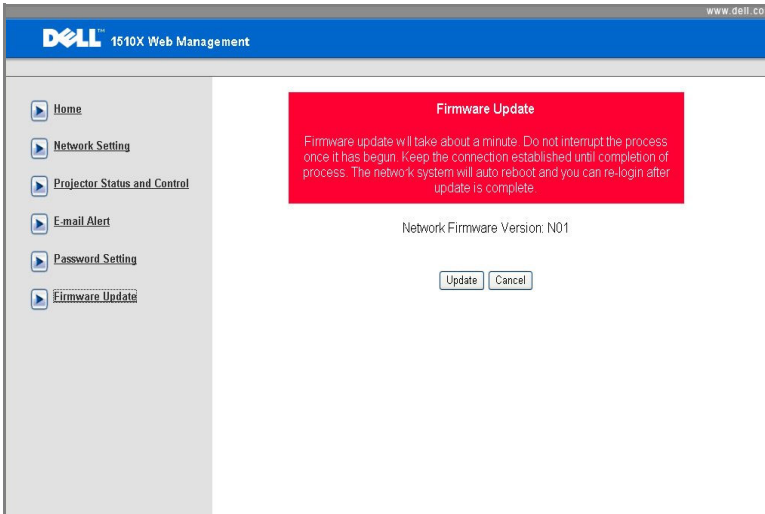 www.dell.co
DELL™ 1510X Web Management
Home
Network Setting
Projector Status and Control
E-mail Alert
Password Setting
Firmware Update
Firmware Update
Firmware update will take about a minute. Do not interrupt the process
once it has begun. Keep the connection established until completion of
process. The network system will auto reboot and you can re-login after
update is complete.
Network Firmware Version: N01
Update Cancel